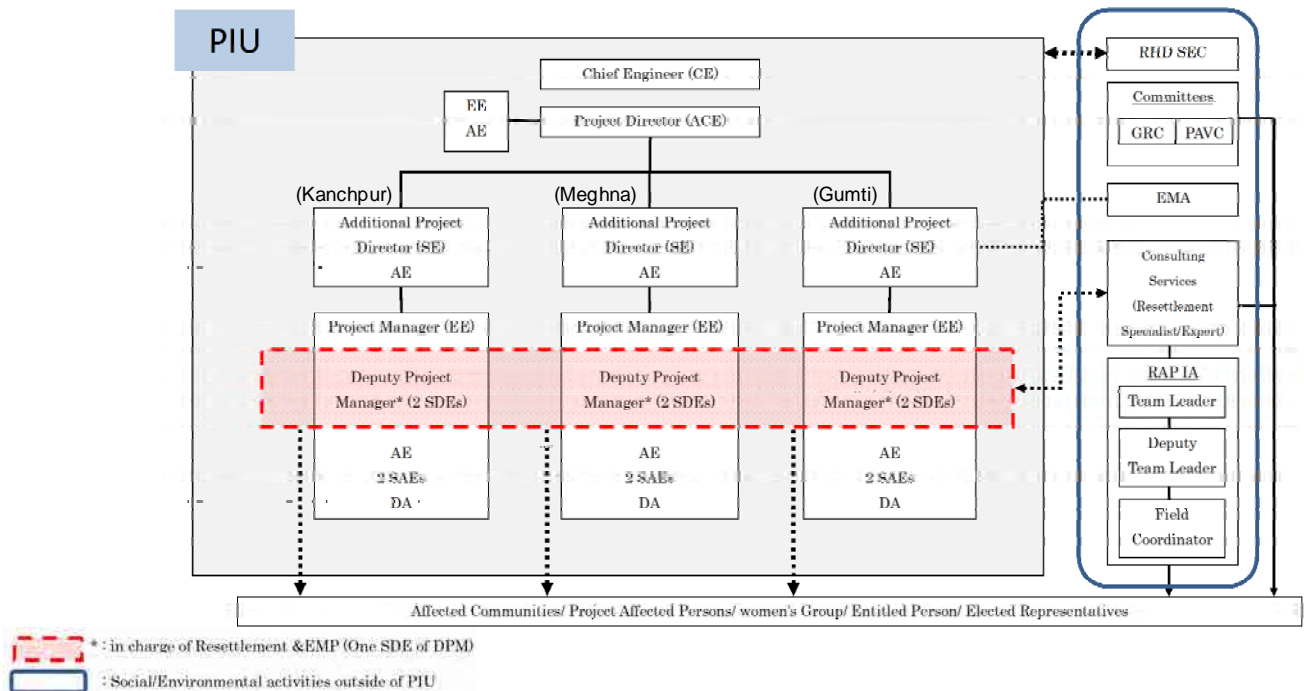 PIU
Chief Engineer (CE)
EE
AE
Project Director (ACE)
(Kanchpur)
(Meghna)
(Gumti)
Additional Project
Director (SE)
AE
Additional Project
Director (SE)
AE
Additional Project
Director (SE)
AE
Project Manager (EE)
Project Manager (EE)
Project Manager (EE)
Deputy Project
Manager* (2 SDEs)
Deputy Project
Manager* (2 SDEs)
Deputy Project
Manager* (2 SDEs)
AE
2 SAEs
DA
AE
2 SAEs
DA
AE
2 SAEs
DA
RHD SEC
Committees
GRC
PAVC
EMA
Consulting
Services
(Resettlement
Specialist/Expert)
RAP IA
Team Leader
Deputy
Team Leader
Field
Coordinator
Affected Communities/ Project Affected Persons/ women's Group/ Entitled Person/ Elected Representatives
* : in charge of Resettlement &EMP (One SDE of DPM)
: Social/Environmental activities outside of PIU